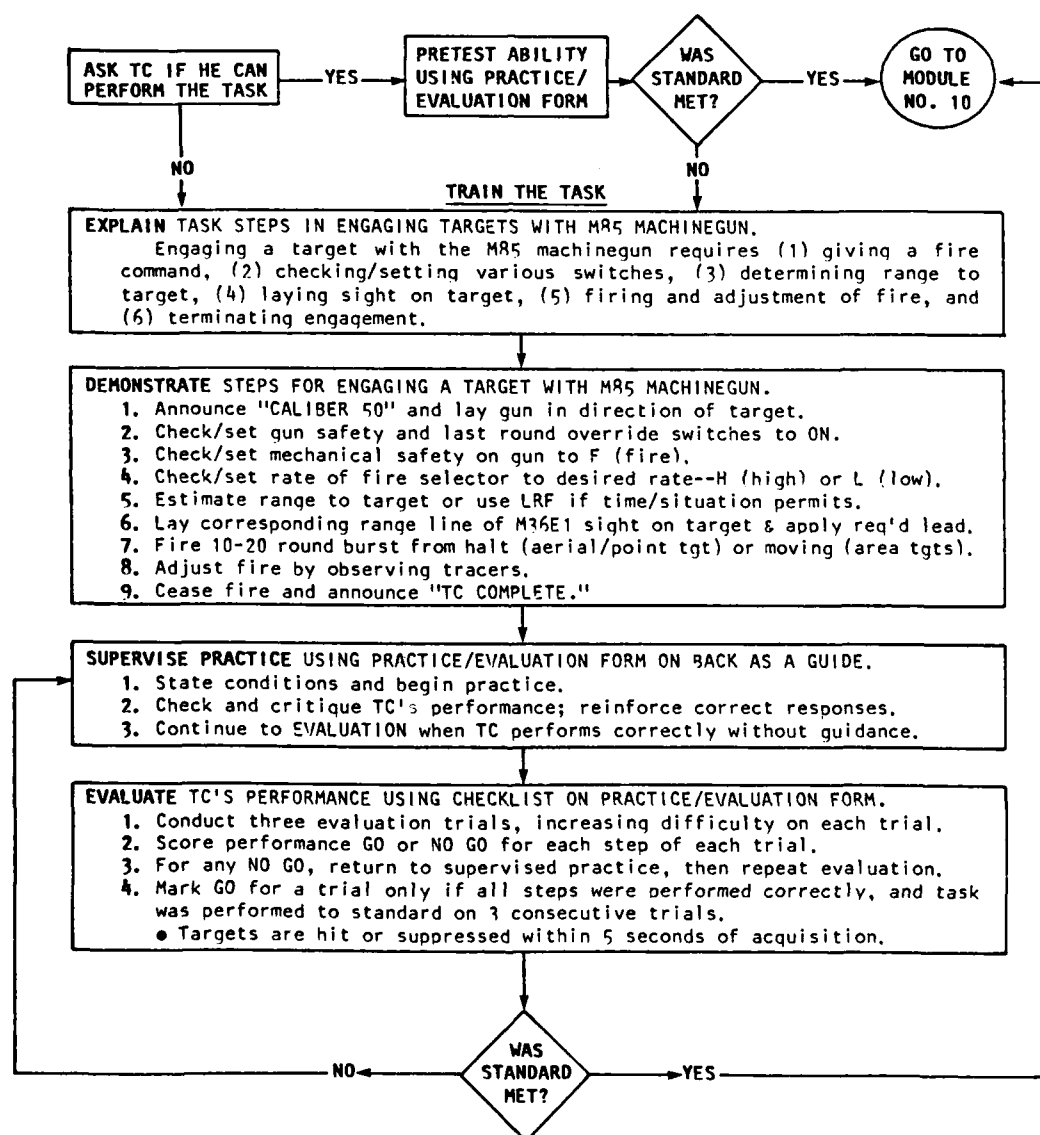 ASK TC IF HE CAN
PERFORM THE TASK
YES
PRETEST ABILITY
USING PRACTICE/
EVALUATION FORM
WAS
STANDARD
MET?
YES
GO TO
MODULE
NO. 10
NO
NO
TRAIN THE TASK
EXPLAIN TASK STEPS IN ENGAGING TARGETS WITH M85 MACHINEGUN.
Engaging a target with the M85 machinegun requires (1) giving a fire
command, (2) checking/setting various switches, (3) determining range to
target, (4) laying sight on target, (5) firing and adjustment of fire, and
(6) terminating engagement.
DEMONSTRATE STEPS FOR ENGAGING A TARGET WITH M85 MACHINEGUN.
1. Announce "CALIBER 50" and lay gun in direction of target.
2. Check/set gun safety and last round override switches to ON.
3. Check/set mechanical safety on gun to F (fire).
4. Check/set rate of fire selector to desired rate--H (high) or L (low).
5. Estimate range to target or use LRF if time/situation permits.
6. Lay corresponding range line of M36E1 sight on target & apply req'd lead.
7. Fire 10-20 round burst from halt (aerial/point tgt) or moving (area tgts).
8. Adjust fire by observing tracers.
9. Cease fire and announce "TC COMPLETE."
SUPERVISE PRACTICE USING PRACTICE/EVALUATION FORM ON BACK AS A GUIDE.
1. State conditions and begin practice.
2. Check and critique TC's performance; reinforce correct responses.
3. Continue to EVALUATION when TC performs correctly without guidance.
EVALUATE TC'S PERFORMANCE USING CHECKLIST ON PRACTICE/EVALUATION FORM.
1. Conduct three evaluation trials, increasing difficulty on each trial.
2. Score performance GO or NO GO for each step of each trial.
3. For any NO GO, return to supervised practice, then repeat evaluation.
4. Mark GO for a trial only if all steps were performed correctly, and task
was performed to standard on 3 consecutive trials.
● Targets are hit or suppressed within 5 seconds of acquisition.
NO
WAS
STANDARD
MET?
YES